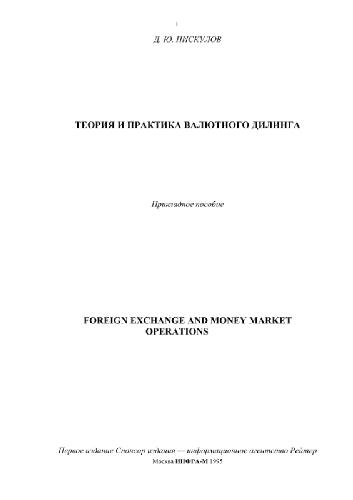 1
Д. Ю. ПИСКУЛОВ
ТЕОРИЯ И ПРАКТИКА ВАЛЮТНОГО ДИЛИНГА
Прикладное пособие
FOREIGN EXCHANGE AND MONEY MARKET
OPERATIONS
Первое издание Спонсор издания — информационное агентство Рейтер
Москва ИНФРА-М 1995